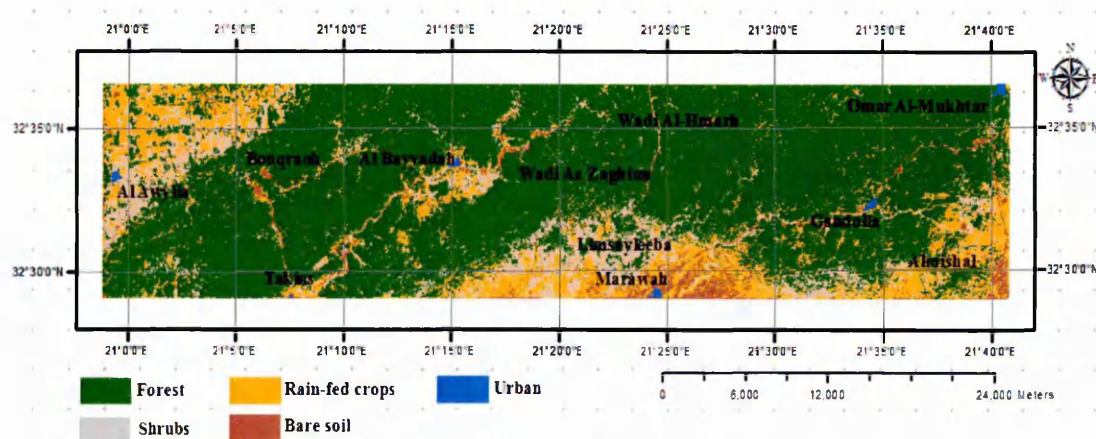 21°0'0"E 21°5'0"E 21°10'0"E 21°15'0"E 21°20'0"E 21°25'0"E 21°30'0"E 21°35'0"E 21°40'0"E
N
W E
S
Omar Al-Mukhtar
Wadi Al-Hmarh
32°35'0"N 32°35'0"N
Al Bayyadah
Wadi Az Zaghtun
Gandolla
Marawah
32°30'0"N 32°30'0"N
21°0'0"E 21°5'0"E 21°10'0"E 21°15'0"E 21°20'0"E 21°25'0"E 21°30'0"E 21°35'0"E 21°40'0"E
Forest Rain-fed crops Urban
0 6,000 12,000 24,000 Meters
Shrubs Bare soil